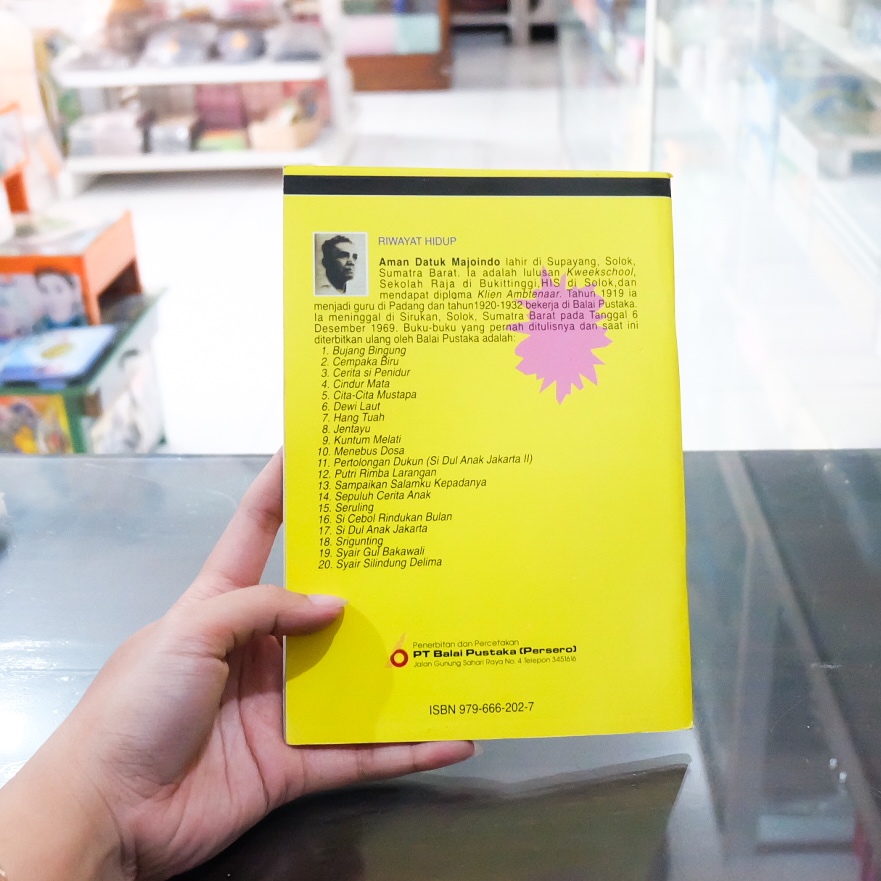 RIWAYAT HIDUP
Aman Datuk Majoindo lahir di Supayang, Solok,
Sumatra Barat. Ia adalah lulusan Kweekschool,
Sekolah Raja di Bukittinggi,HIS di Solok,dan
mendapat diploma Klien Ambtenaar. Tahun 1919 ia
menjadi guru di Padang dan tahun1920-1932 bekerja di Balai Pustaka.
Ia meninggal di Sirukan, Solok, Sumatra Barat pada Tanggal 6
Desember 1969. Buku-buku yang pernah ditulisnya dan saat ini
diterbitkan ulang oleh Balai Pustaka adalah:
1. Bujang Bingung
2. Cempaka Biru
3. Cerita si Penidur
4. Cindur Mata
5. Cita-Cita Mustapa
6. Dewi Laut
7. Hang Tuah
8. Jentayu
9. Kuntum Melati
10. Menebus Dosa
11. Pertolongan Dukun (Si Dul Anak Jakarta II)
12. Putri Rimba Larangan
13. Sampaikan Salamku Kepadanya
14. Sepuluh Cerita Anak
15. Seruling
16. Si Cebol Rindukan Bulan
17. Si Dul Anak Jakarta
18. Srigunting
19. Syair Gul Bakawali
20. Syair Silindung Delima
Penerbitan dan Percetakan
PT Balai Pustaka (Persero)
Jalan Gunung Sahari Raya No. 4 Telepon 3451616
ISBN 979-666-202-7